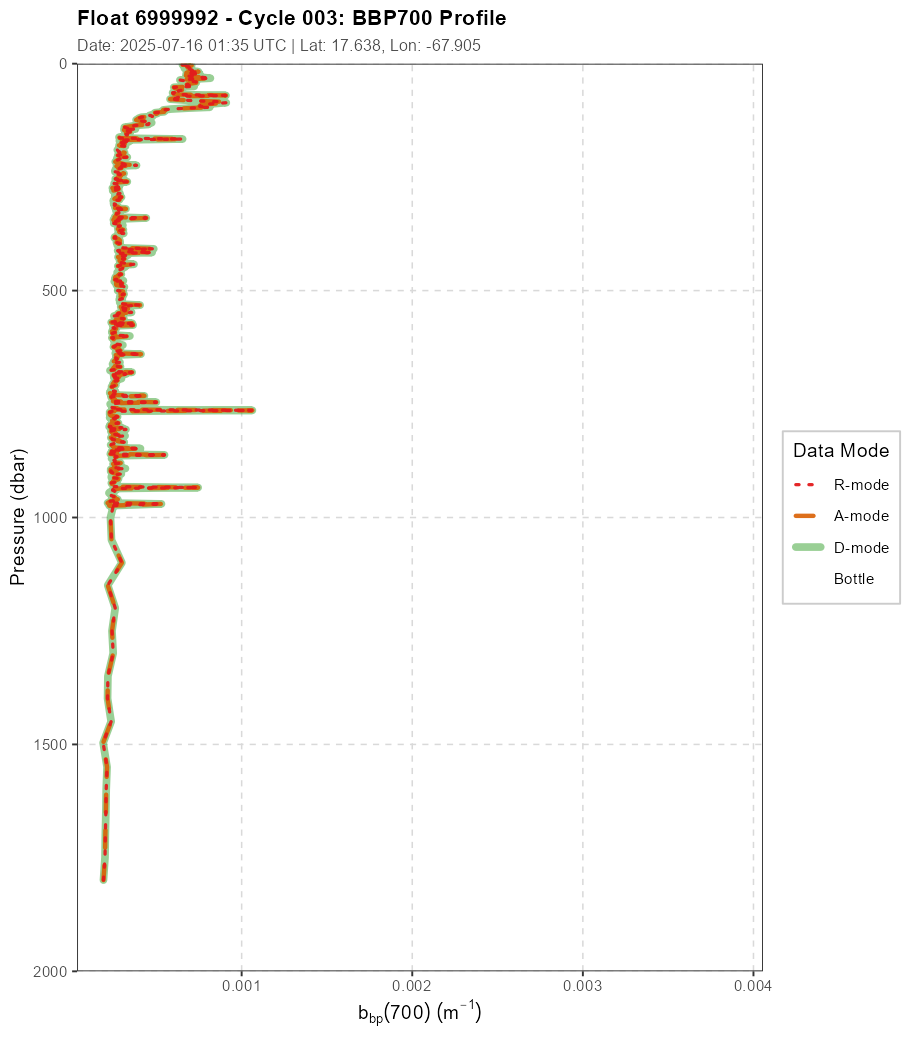 Float 6999992 - Cycle 003: BBP700 Profile
Date: 2025-07-16 01:35 UTC | Lat: 17.638, Lon: -67.905
0
500
1000
1500
2000
Pressure (dbar)
0.001 0.002 0.003 0.004
b_bp(700) (m⁻¹)
Data Mode
R-mode
A-mode
D-mode
Bottle